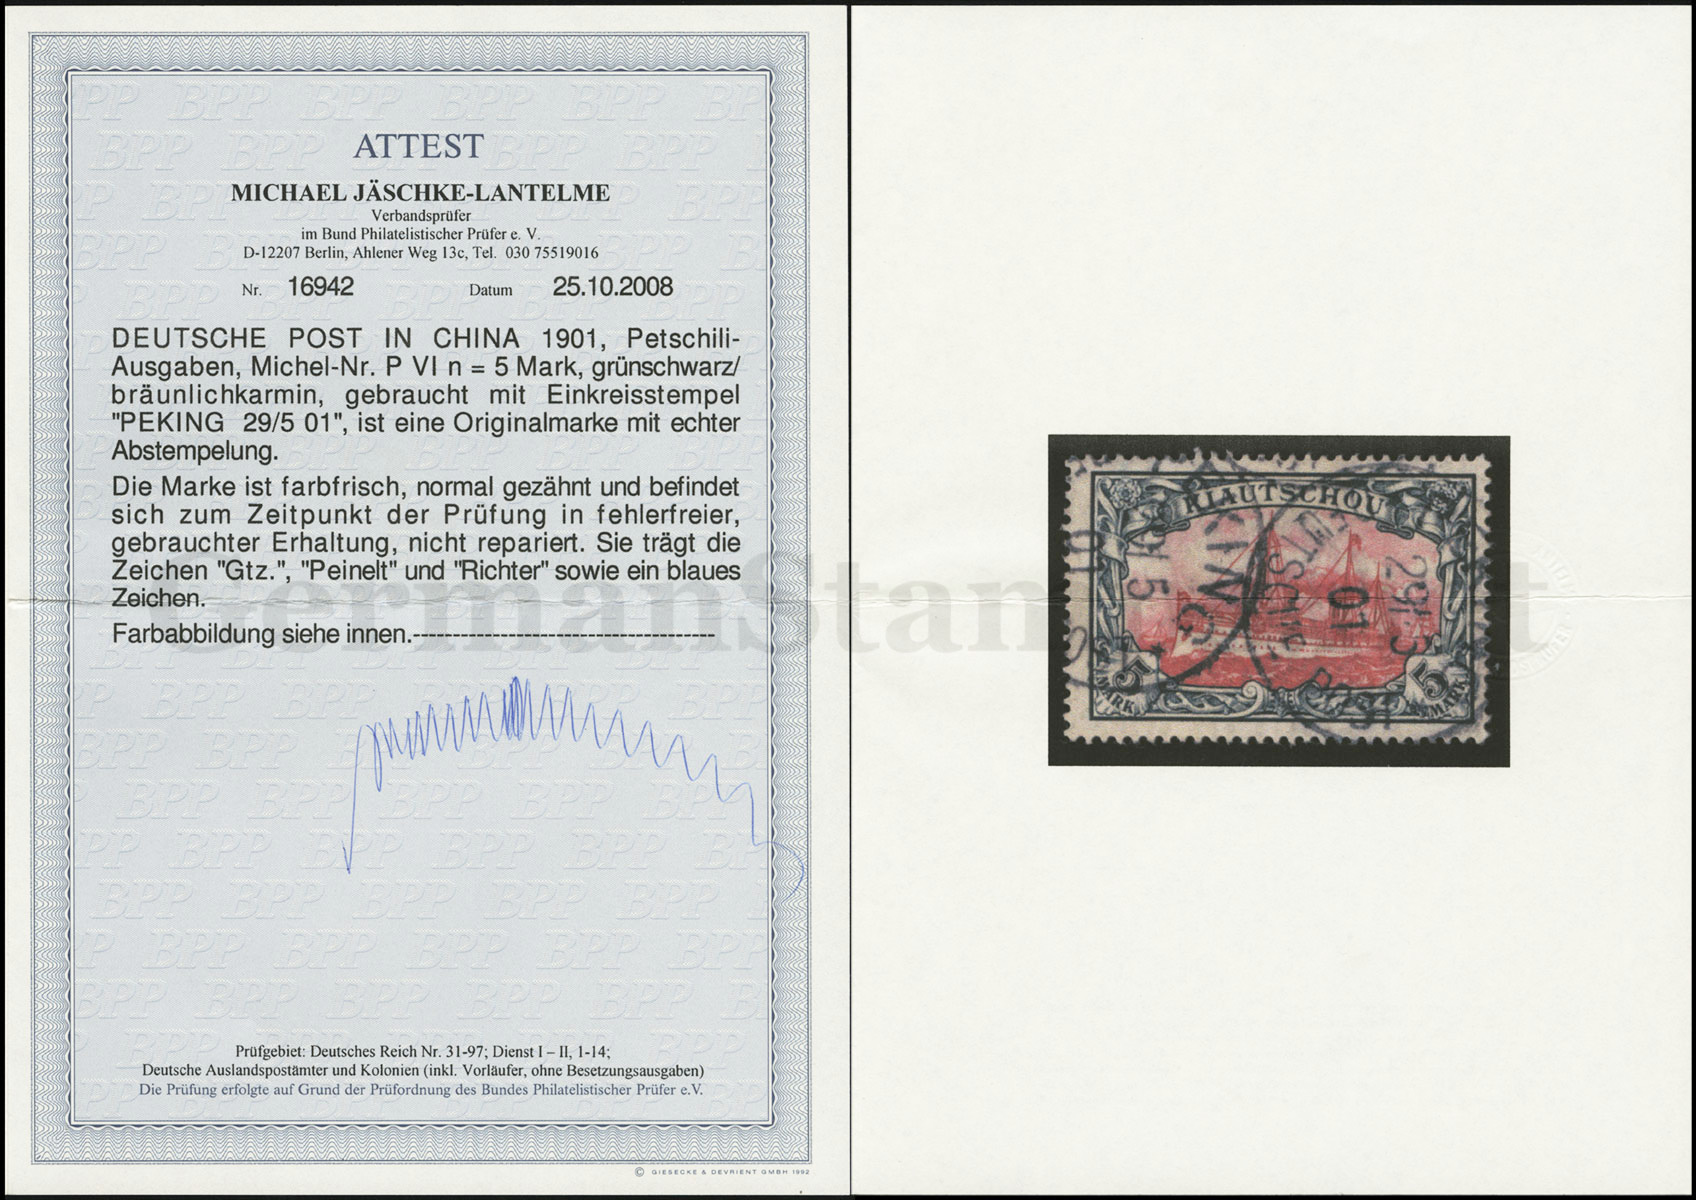 ATTEST
MICHAEL JÄSCHKE-LANTELME
Verbandsprüfer
im Bund Philatelistischer Prüfer e. V.
D-12207 Berlin, Ahlener Weg 13c, Tel. 030 75519016
Nr. 16942 Datum 25.10.2008
DEUTSCHE POST IN CHINA 1901, Petschili-
Ausgaben, Michel-Nr. P VI n = 5 Mark, grünschwarz/
bräunlichkarmin, gebraucht mit Einkreisstempel
"PEKING 29/5 01", ist eine Originalmarke mit echter
Abstempelung.
Die Marke ist farbfrisch, normal gezähnt und befindet
sich zum Zeitpunkt der Prüfung in fehlerfreier,
gebrauchter Erhaltung, nicht repariert. Sie trägt die
Zeichen "Gtz.", "Peinelt" und "Richter" sowie ein blaues
Zeichen.
Farbabbildung siehe innen.------------------------------------
Prüfgebiet: Deutsches Reich Nr. 31-97; Dienst I – II, 1-14;
Deutsche Auslandspostämter und Kolonien (inkl. Vorläufer, ohne Besetzungsausgaben)
Die Prüfung erfolgte auf Grund der Prüfordnung des Bundes Philatelistischer Prüfer e.V.
© GIESECKE & DEVRIENT GMBH 1992
BPP
KIAUTSCHOU
29/5
01
5 MARK
5 MARK